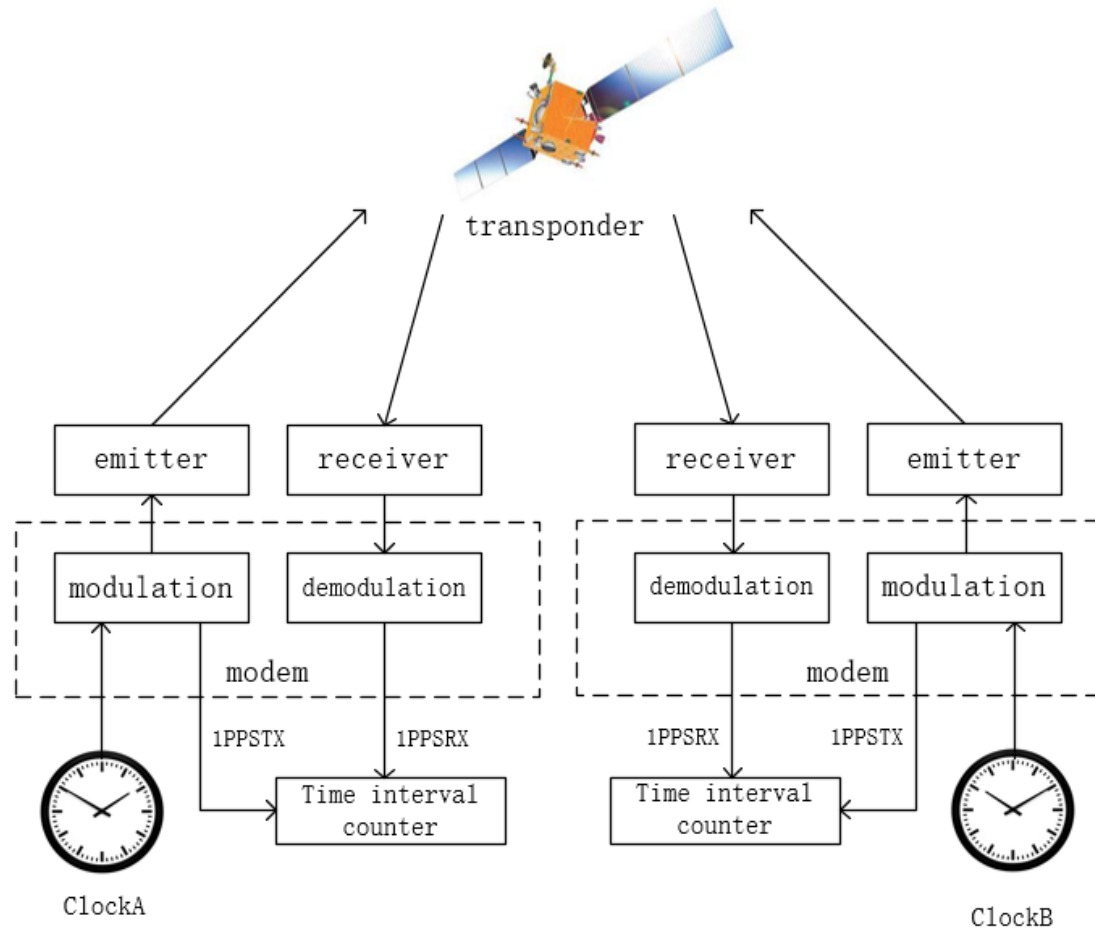 transponder
emitter
receiver
receiver
emitter
modulation
demodulation
demodulation
modulation
modem
modem
1PPSTX
1PPSRX
1PPSRX
1PPSTX
Time interval
counter
Time interval
counter
ClockA
ClockB